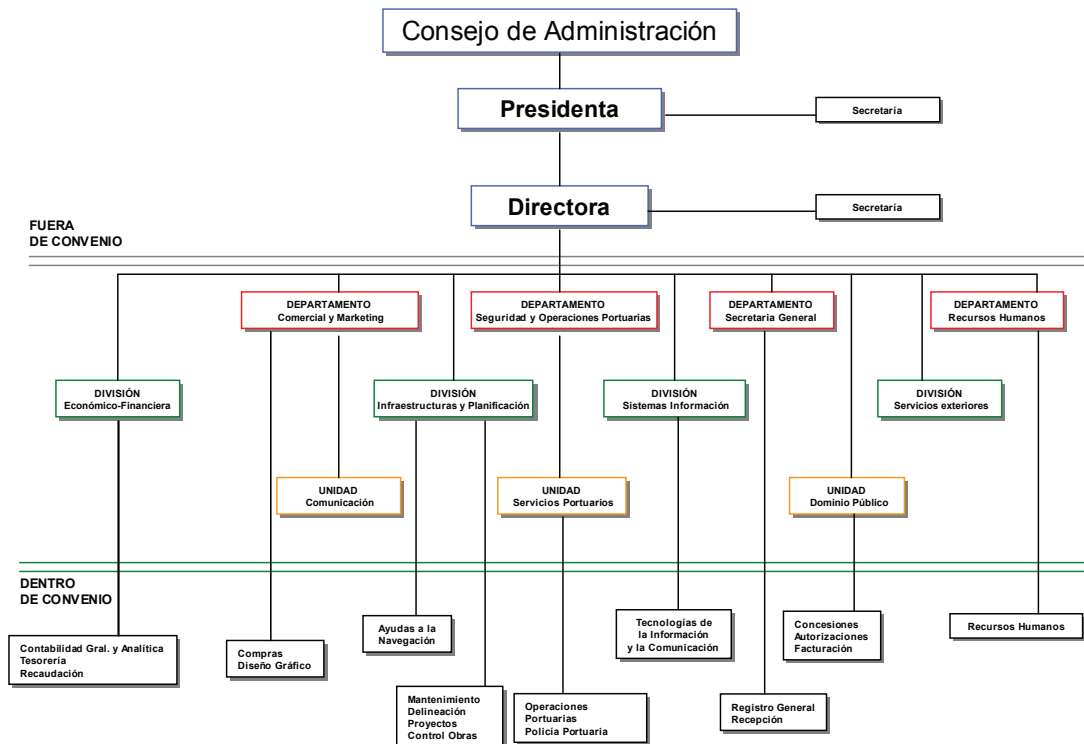 Consejo de Administración
Presidenta
Secretaría
Directora
Secretaría
FUERA
DE CONVENIO
DEPARTAMENTO
Comercial y Marketing
DEPARTAMENTO
Seguridad y Operaciones Portuarias
DEPARTAMENTO
Secretaria General
DEPARTAMENTO
Recursos Humanos
DIVISIÓN
Económico-Financiera
DIVISIÓN
Infraestructuras y Planificación
DIVISIÓN
Sistemas Información
DIVISIÓN
Servicios exteriores
UNIDAD
Comunicación
UNIDAD
Servicios Portuarios
UNIDAD
Dominio Público
DENTRO
DE CONVENIO
Contabilidad Gral. y Analítica
Tesorería
Recaudación
Compras
Diseño Gráfico
Ayudas a la
Navegación
Mantenimiento
Delineación
Proyectos
Control Obras
Operaciones
Portuarias
Policía Portuaria
Tecnologías de
la Información
y la Comunicación
Registro General
Recepción
Concesiones
Autorizaciones
Facturación
Recursos Humanos